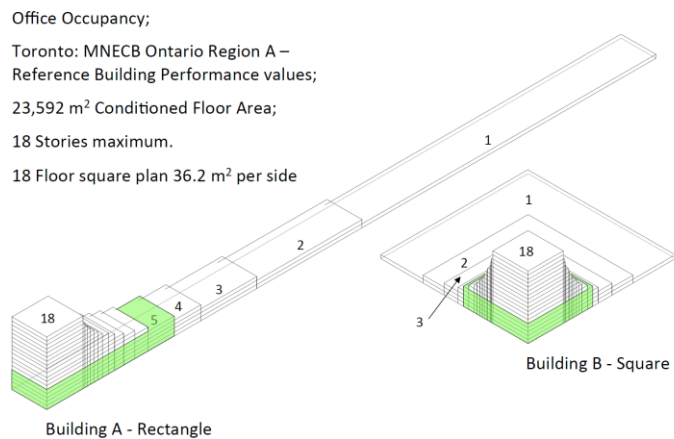 Office Occupancy;
Toronto: MNECB Ontario Region A –
Reference Building Performance values;
23,592 m² Conditioned Floor Area;
18 Stories maximum.
18 Floor square plan 36.2 m² per side
1
1
2
18
2
3
4
18
5
3
Building B - Square
Building A - Rectangle